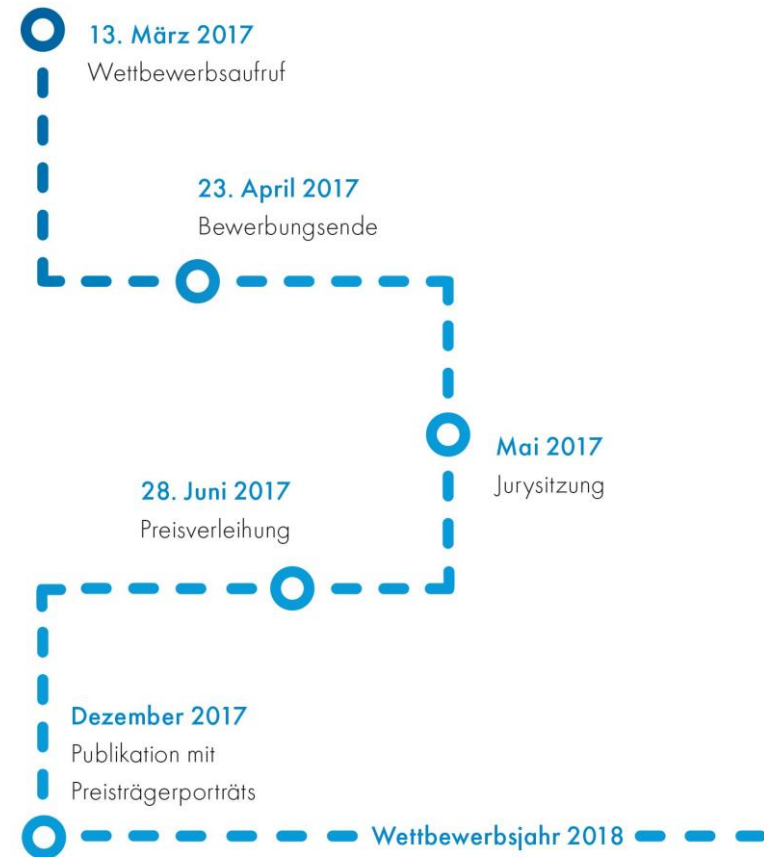 13. März 2017
Wettbewerbsaufruf
23. April 2017
Bewerbungsende
Mai 2017
Jurysitzung
28. Juni 2017
Preisverleihung
Dezember 2017
Publikation mit
Preisträgerporträts
Wettbewerbsjahr 2018